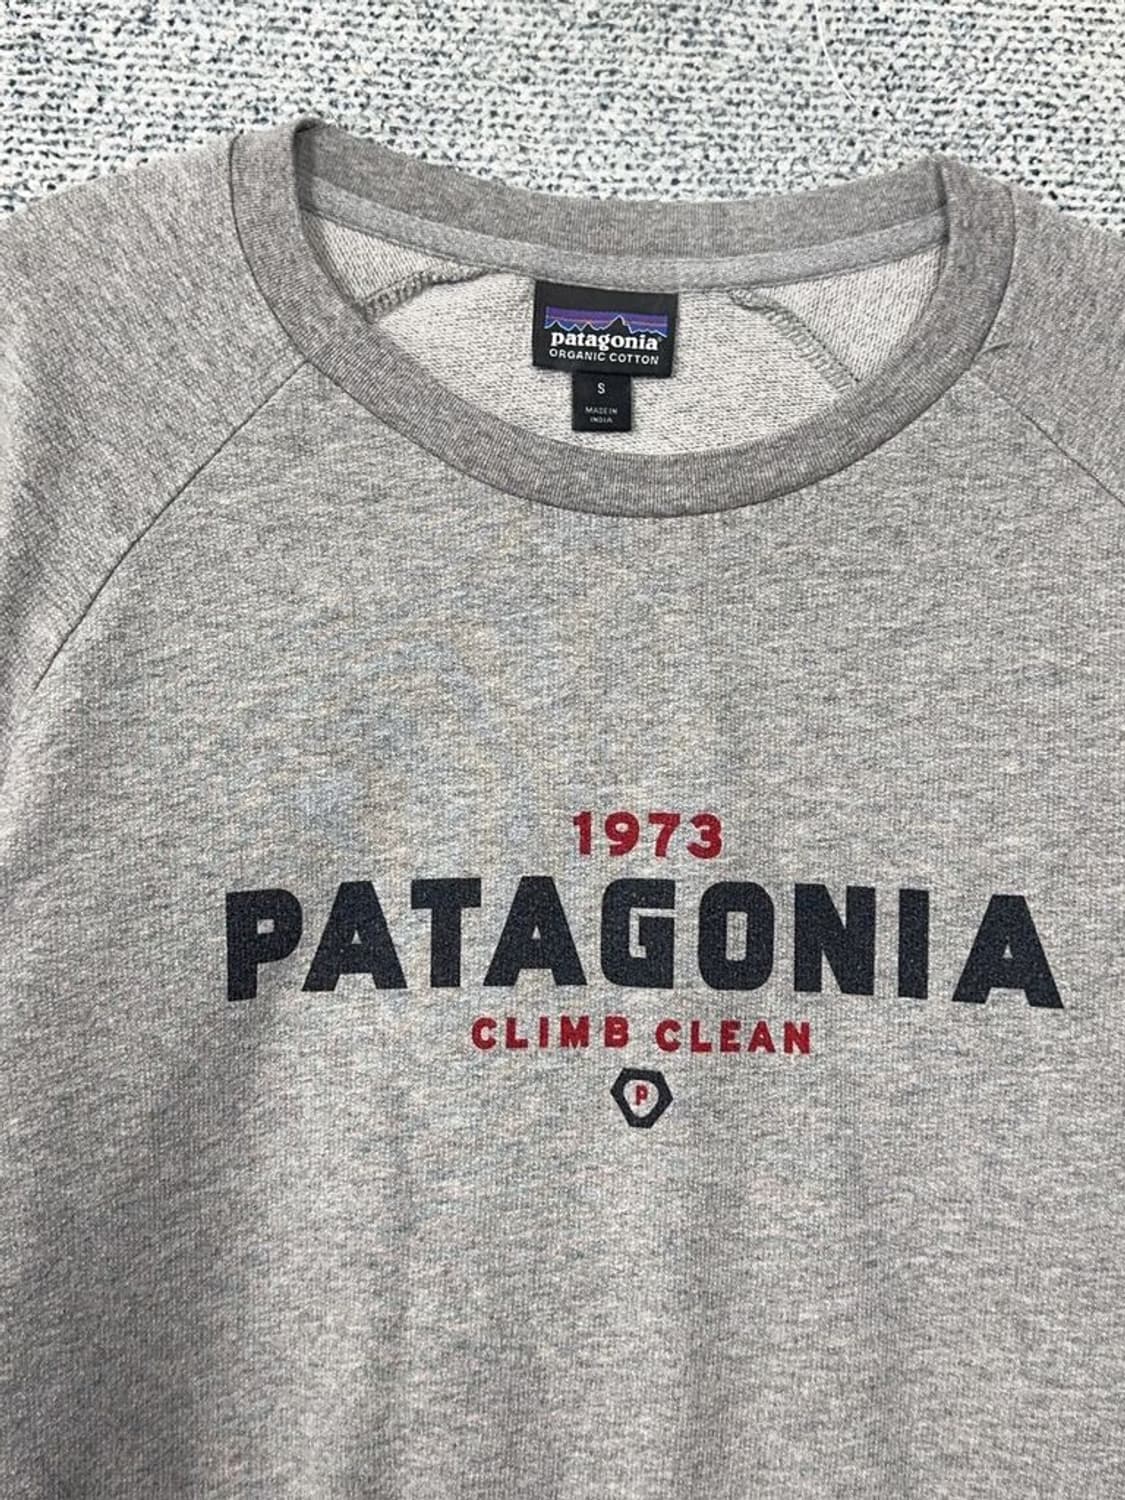 patagonia
ORGANIC COTTON
S
MADE IN
INDIA
1973
PATAGONIA
CLIMB CLEAN
P